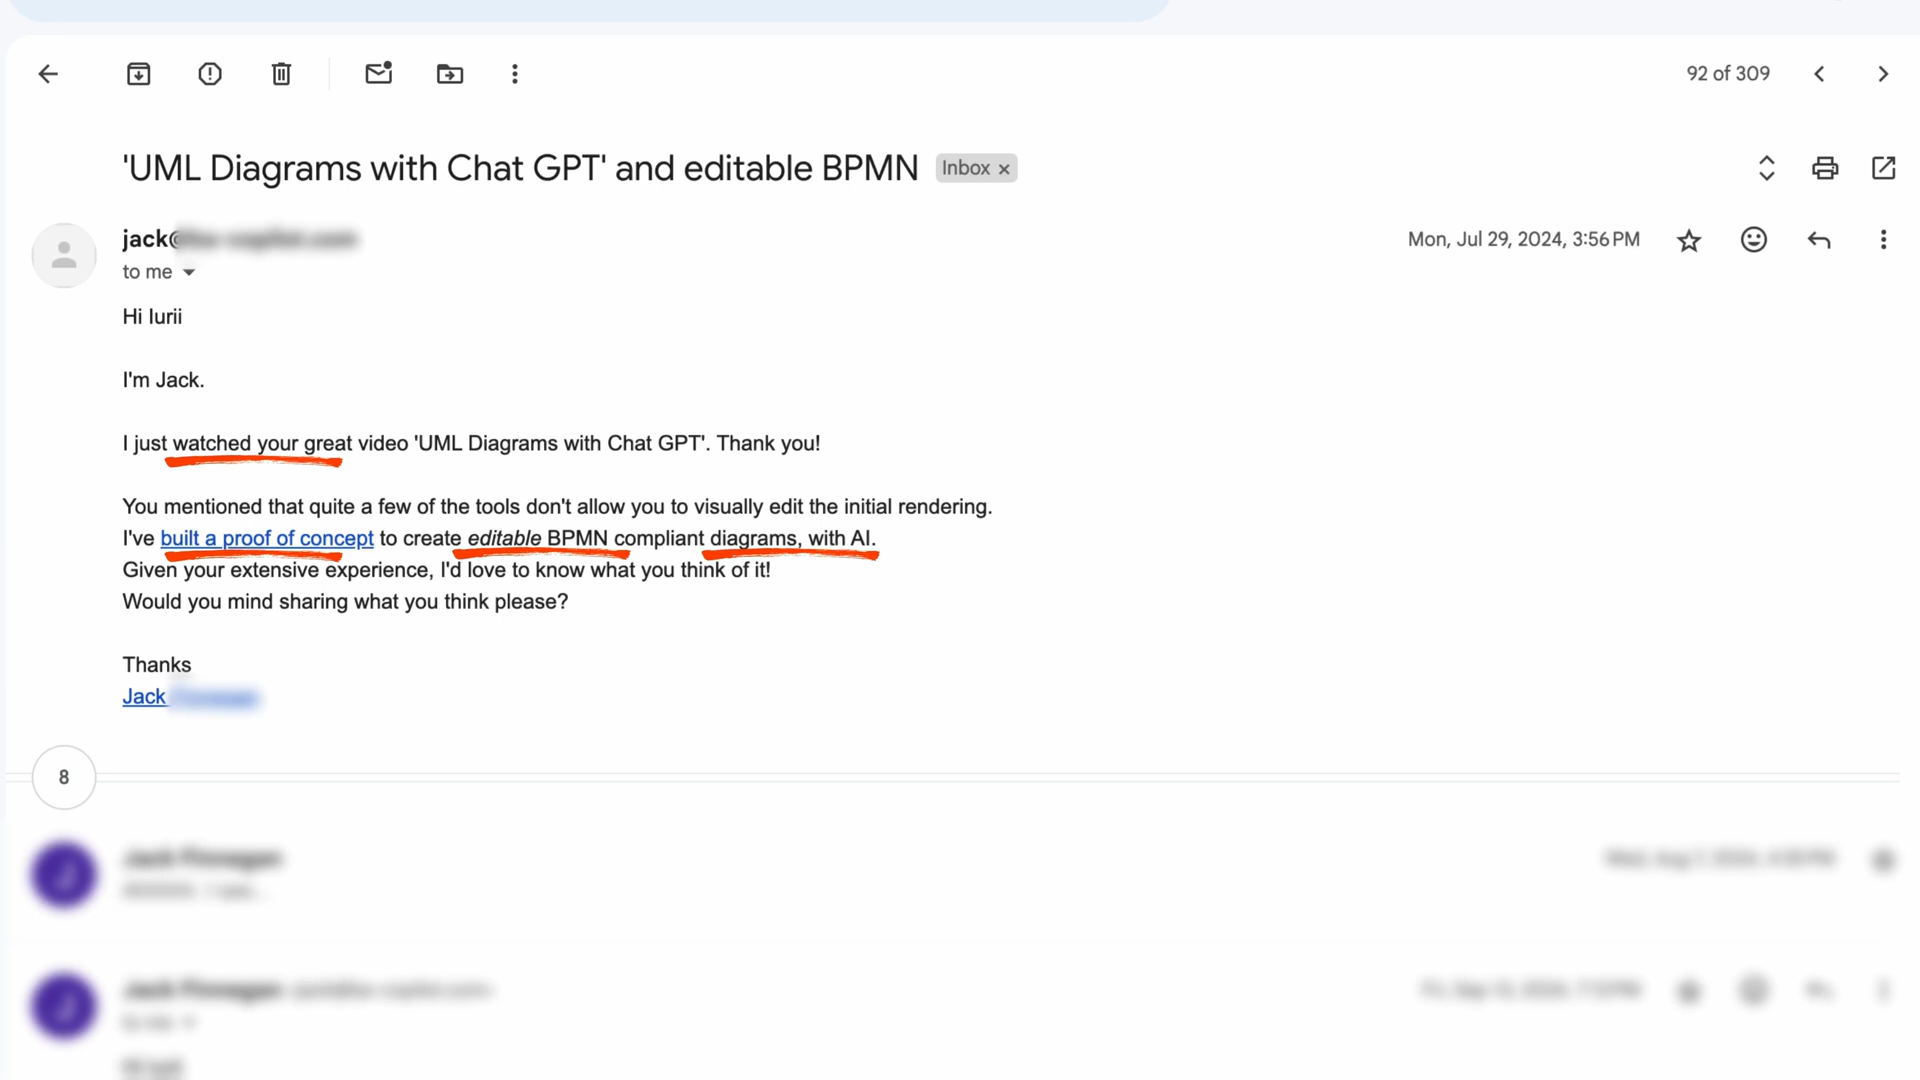 92 of 309
'UML Diagrams with Chat GPT' and editable BPMN
Inbox ×
jack@
Mon, Jul 29, 2024, 3:56 PM
to me
Hi Iurii
I'm Jack.
I just watched your great video 'UML Diagrams with Chat GPT'. Thank you!
You mentioned that quite a few of the tools don't allow you to visually edit the initial rendering.
I've built a proof of concept to create editable BPMN compliant diagrams, with AI.
Given your extensive experience, I'd love to know what you think of it!
Would you mind sharing what you think please?
Thanks
Jack
8